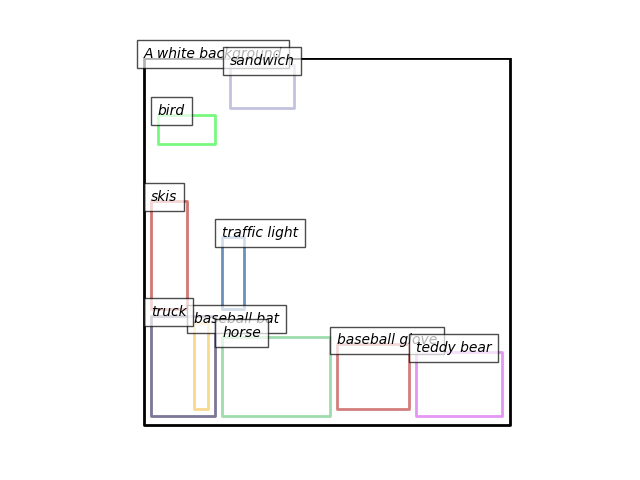 A white background
sandwich
bird
skis
traffic light
truck
baseball bat
horse
baseball glove
teddy bear